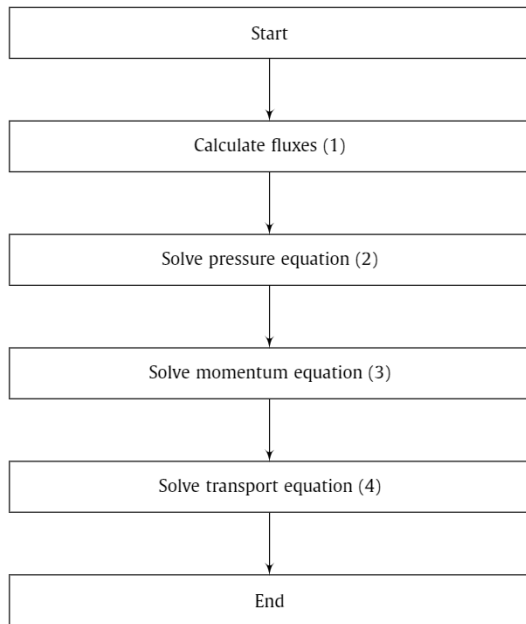 Start
Calculate fluxes (1)
Solve pressure equation (2)
Solve momentum equation (3)
Solve transport equation (4)
End